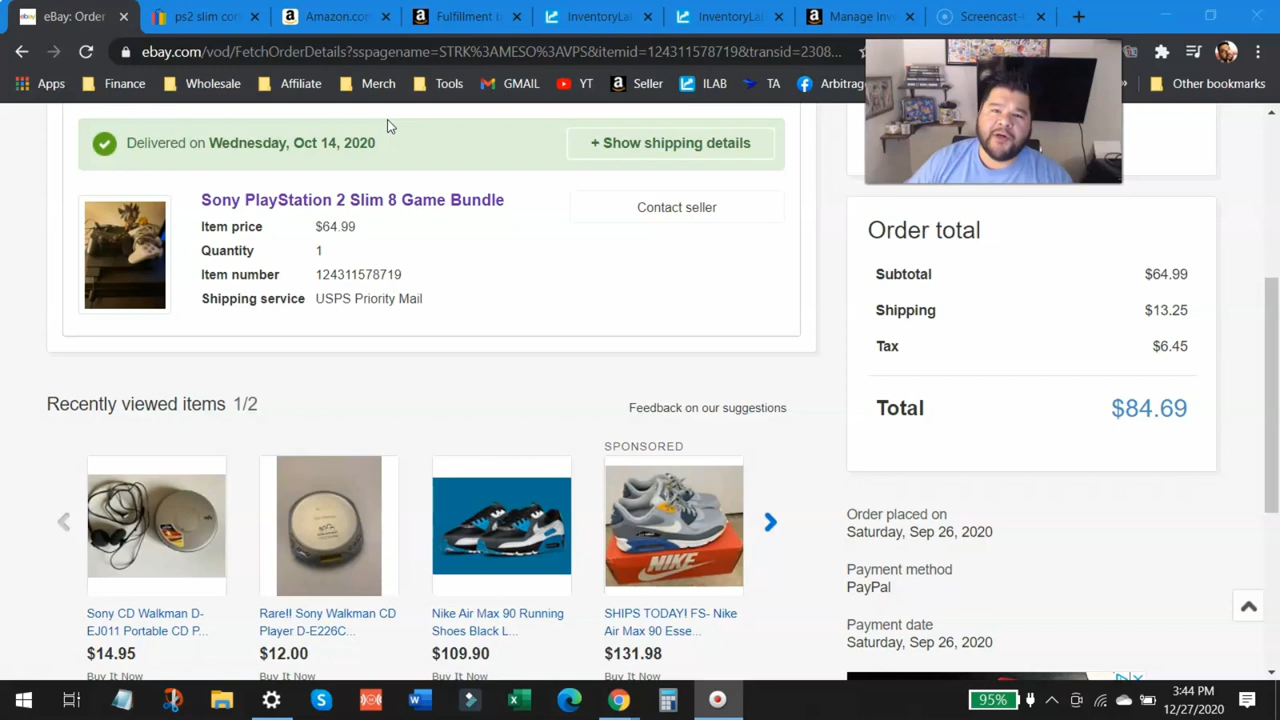 eBay: Order
ps2 slim cor
Amazon.com
Fulfillment b
InventoryLa
InventoryLa
Manage Inv
Screencast-
ebay.com/vod/FetchOrderDetails?sspagename=STRK%3AMESO%3AVPS&itemid=124311578719&transid=2308...
Apps
Finance
Wholesale
Affiliate
Merch
Tools
GMAIL
YT
Seller
ILAB
TA
Arbitrag
»
Other bookmarks
Delivered on Wednesday, Oct 14, 2020
+ Show shipping details
Sony PlayStation 2 Slim 8 Game Bundle
Contact seller
Item price $64.99
Quantity 1
Item number 124311578719
Shipping service USPS Priority Mail
Order total
Subtotal $64.99
Shipping $13.25
Tax $6.45
Total $84.69
Recently viewed items 1/2
Feedback on our suggestions
SPONSORED
NIKE
Sony CD Walkman D-
EJ011 Portable CD P...
$14.95
Buy It Now
Rare!! Sony Walkman CD
Player D-E226C...
$12.00
Buy It Now
Nike Air Max 90 Running
Shoes Black L...
$109.90
Buy It Now
SHIPS TODAY! FS- Nike
Air Max 90 Esse...
$131.98
Buy It Now
Order placed on
Saturday, Sep 26, 2020
Payment method
PayPal
Payment date
Saturday, Sep 26, 2020
95%
3:44 PM
12/27/2020